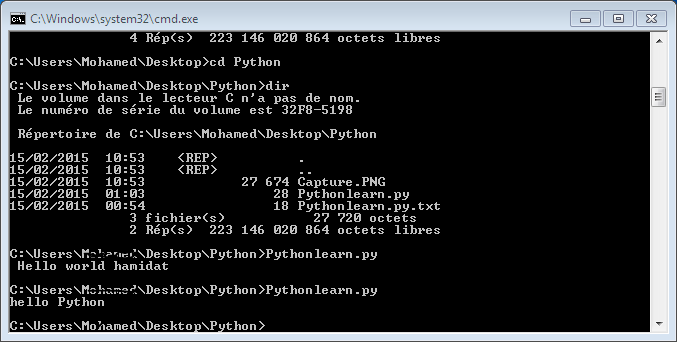 C:\Windows\system32\cmd.exe
4 Rép(s) 223 146 020 864 octets libres
C:\Users\Mohamed\Desktop>cd Python
C:\Users\Mohamed\Desktop\Python>dir
Le volume dans le lecteur C n'a pas de nom.
Le numéro de série du volume est 32F8-5198
Répertoire de C:\Users\Mohamed\Desktop\Python
15/02/2015 10:53 <REP> .
15/02/2015 10:53 <REP> ..
15/02/2015 10:53 27 674 Capture.PNG
15/02/2015 01:03 28 Pythonlearn.py
15/02/2015 00:54 18 Pythonlearn.py.txt
3 fichier(s) 27 720 octets
2 Rép(s) 223 146 020 864 octets libres
C:\Users\Mohamed\Desktop\Python>Pythonlearn.py
Hello world hamidat
C:\Users\Mohamed\Desktop\Python>Pythonlearn.py
hello Python
C:\Users\Mohamed\Desktop\Python>